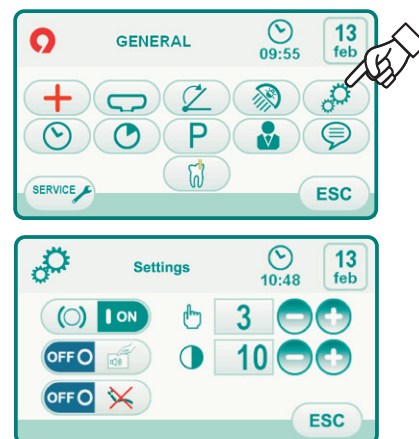 GENERAL
09:55
13
feb
P
SERVICE
ESC
Settings
10:48
13
feb
ON
3
OFF
10
OFF
ESC